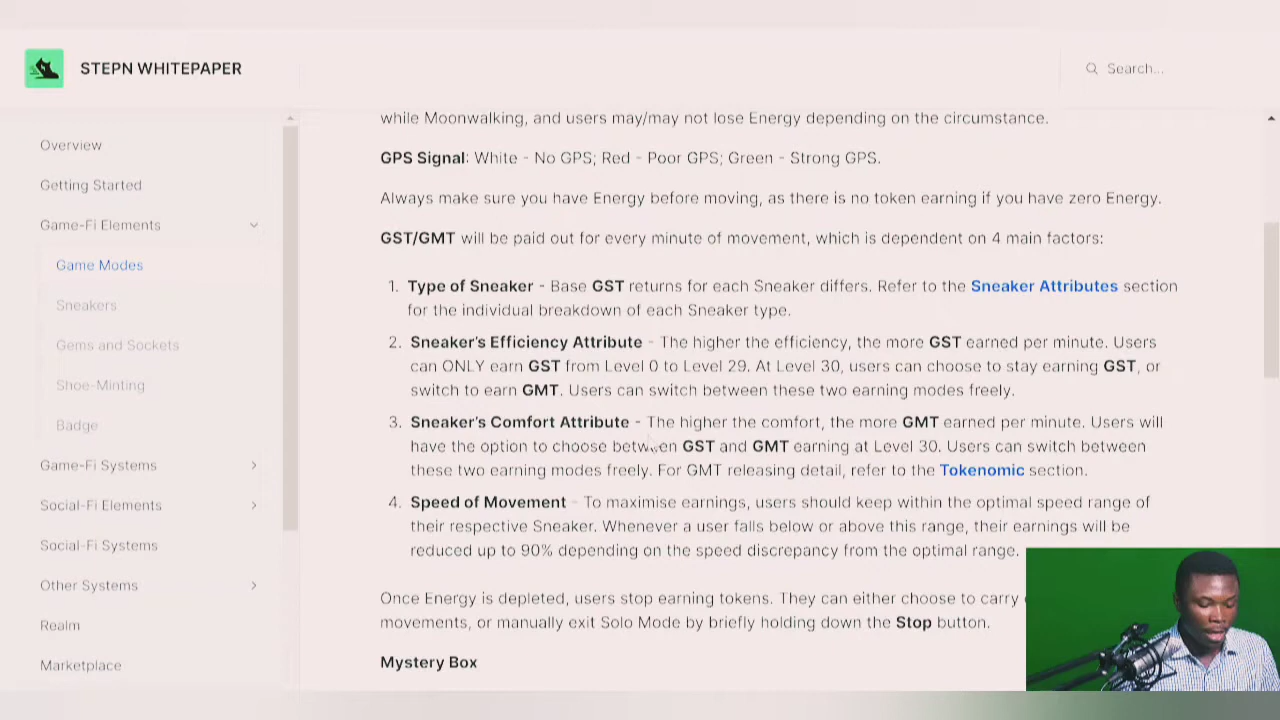 STEPN WHITEPAPER
Search...
Overview
Getting Started
Game-Fi Elements
Game Modes
Sneakers
Gems and Sockets
Shoe-Minting
Badge
Game-Fi Systems
Social-Fi Elements
Social-Fi Systems
Other Systems
Realm
Marketplace
while Moonwalking, and users may/may not lose Energy depending on the circumstance.
GPS Signal: White - No GPS; Red - Poor GPS; Green - Strong GPS.
Always make sure you have Energy before moving, as there is no token earning if you have zero Energy.
GST/GMT will be paid out for every minute of movement, which is dependent on 4 main factors:
1. Type of Sneaker - Base GST returns for each Sneaker differs. Refer to the Sneaker Attributes section
for the individual breakdown of each Sneaker type.
2. Sneaker's Efficiency Attribute - The higher the efficiency, the more GST earned per minute. Users
can ONLY earn GST from Level 0 to Level 29. At Level 30, users can choose to stay earning GST, or
switch to earn GMT. Users can switch between these two earning modes freely.
3. Sneaker's Comfort Attribute - The higher the comfort, the more GMT earned per minute. Users will
have the option to choose between GST and GMT earning at Level 30. Users can switch between
these two earning modes freely. For GMT releasing detail, refer to the Tokenomic section.
4. Speed of Movement - To maximise earnings, users should keep within the optimal speed range of
their respective Sneaker. Whenever a user falls below or above this range, their earnings will be
reduced up to 90% depending on the speed discrepancy from the optimal range.
Once Energy is depleted, users stop earning tokens. They can either choose to carry
movements, or manually exit Solo Mode by briefly holding down the Stop button.
Mystery Box